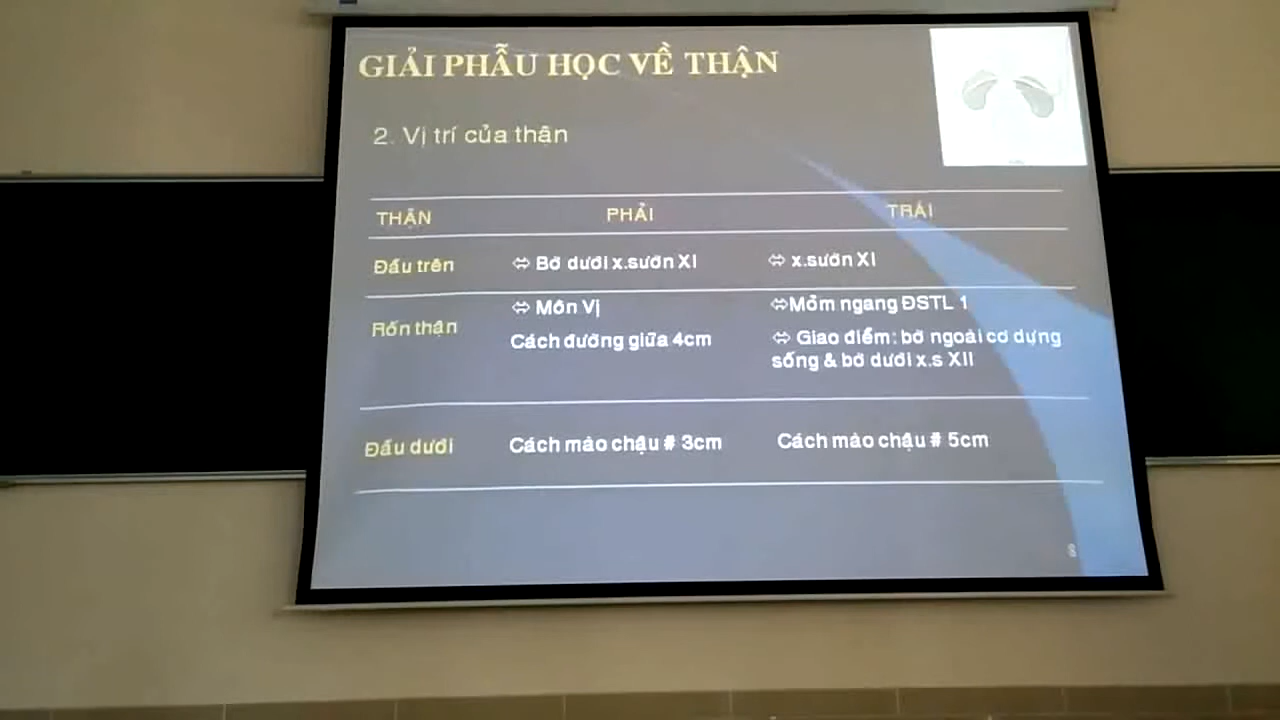 GIẢI PHẪU HỌC VỀ THẬN
2. Vị trí của thận
THẬN PHẢI TRÁI
Đầu trên ⇔ Bờ dưới x.sườn XI ⇔ x.sườn XI
Rốn thận ⇔ Môn Vị ⇔Mỏm ngang ĐSTL 1
Cách đường giữa 4cm ⇔ Giao điểm: bờ ngoài cơ dựng
sống & bờ dưới x.s XII
Đầu dưới Cách mào chậu # 3cm Cách mào chậu # 5cm
8